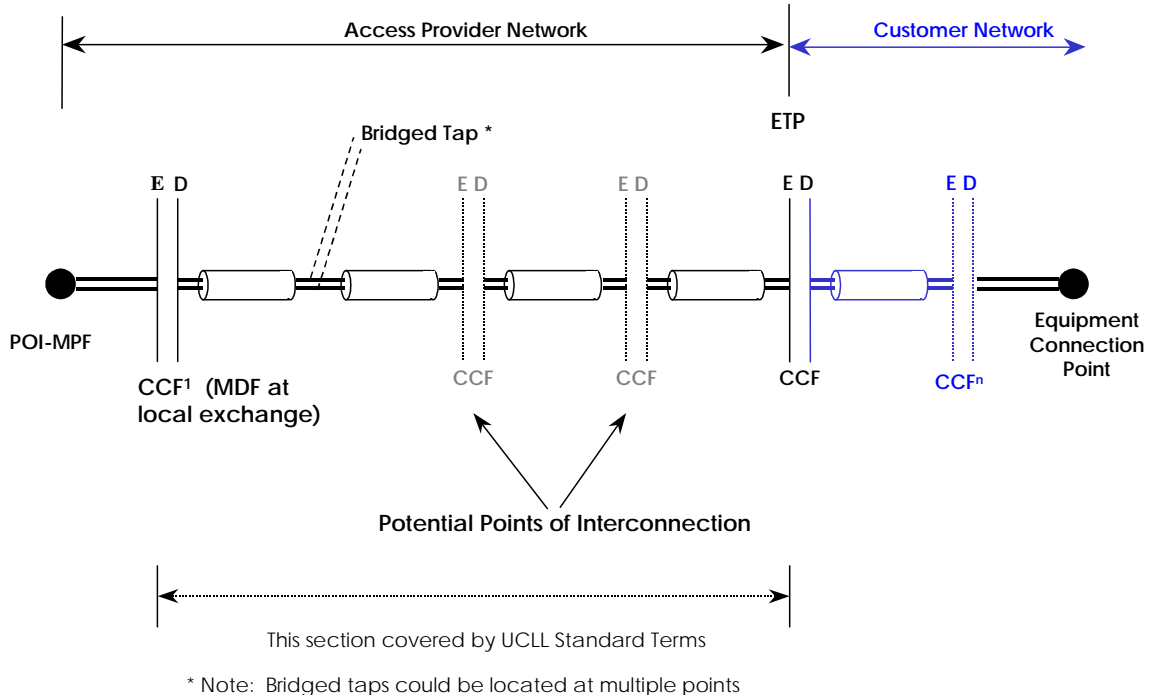 Access Provider Network
Customer Network
ETP
Bridged Tap *
E D
E D
E D
E D
E D
POI-MPF
Equipment
Connection
Point
CCF¹ (MDF at
local exchange)
CCF
CCF
CCF
CCFⁿ
Potential Points of Interconnection
This section covered by UCLL Standard Terms
* Note: Bridged taps could be located at multiple points